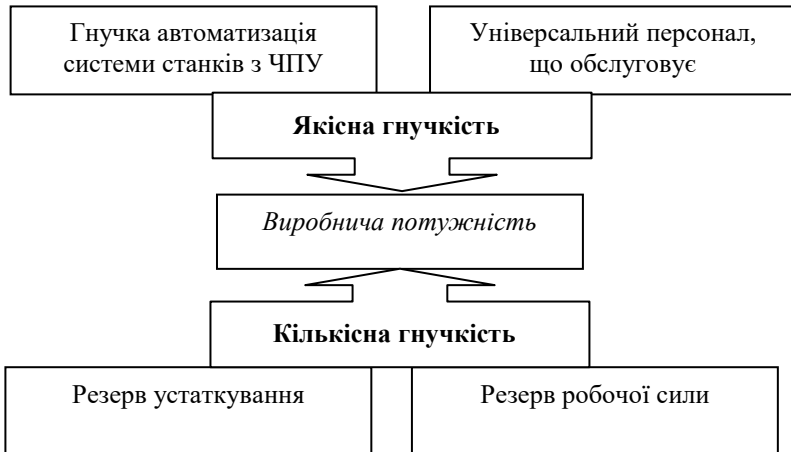 Гнучка автоматизація
системи станків з ЧПУ
Універсальний персонал,
що обслуговує
Якісна гнучкість
Виробнича потужність
Кількісна гнучкість
Резерв устаткування
Резерв робочої сили